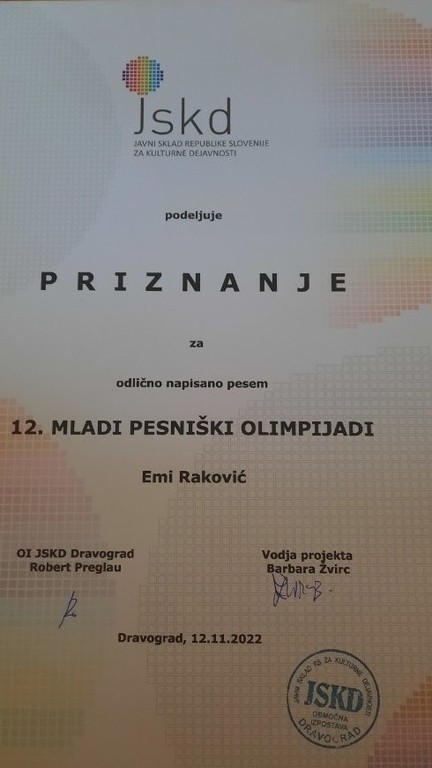 Jskd
JAVNI SKLAD REPUBLIKE SLOVENIJE
ZA KULTURNE DEJAVNOSTI
podeljuje
PRIZNANJE
za
odlično napisano pesem
12. MLADI PESNIŠKI OLIMPIJADI
Emi Raković
OI JSKD Dravograd
Robert Preglau
Vodja projekta
Barbara Žvirc
Dravograd, 12.11.2022
JAVNI SKLAD RS ZA KULTURNE DEJAVNOSTI
JSKD
OBMOČNA
IZPOSTAVA
DRAVOGRAD